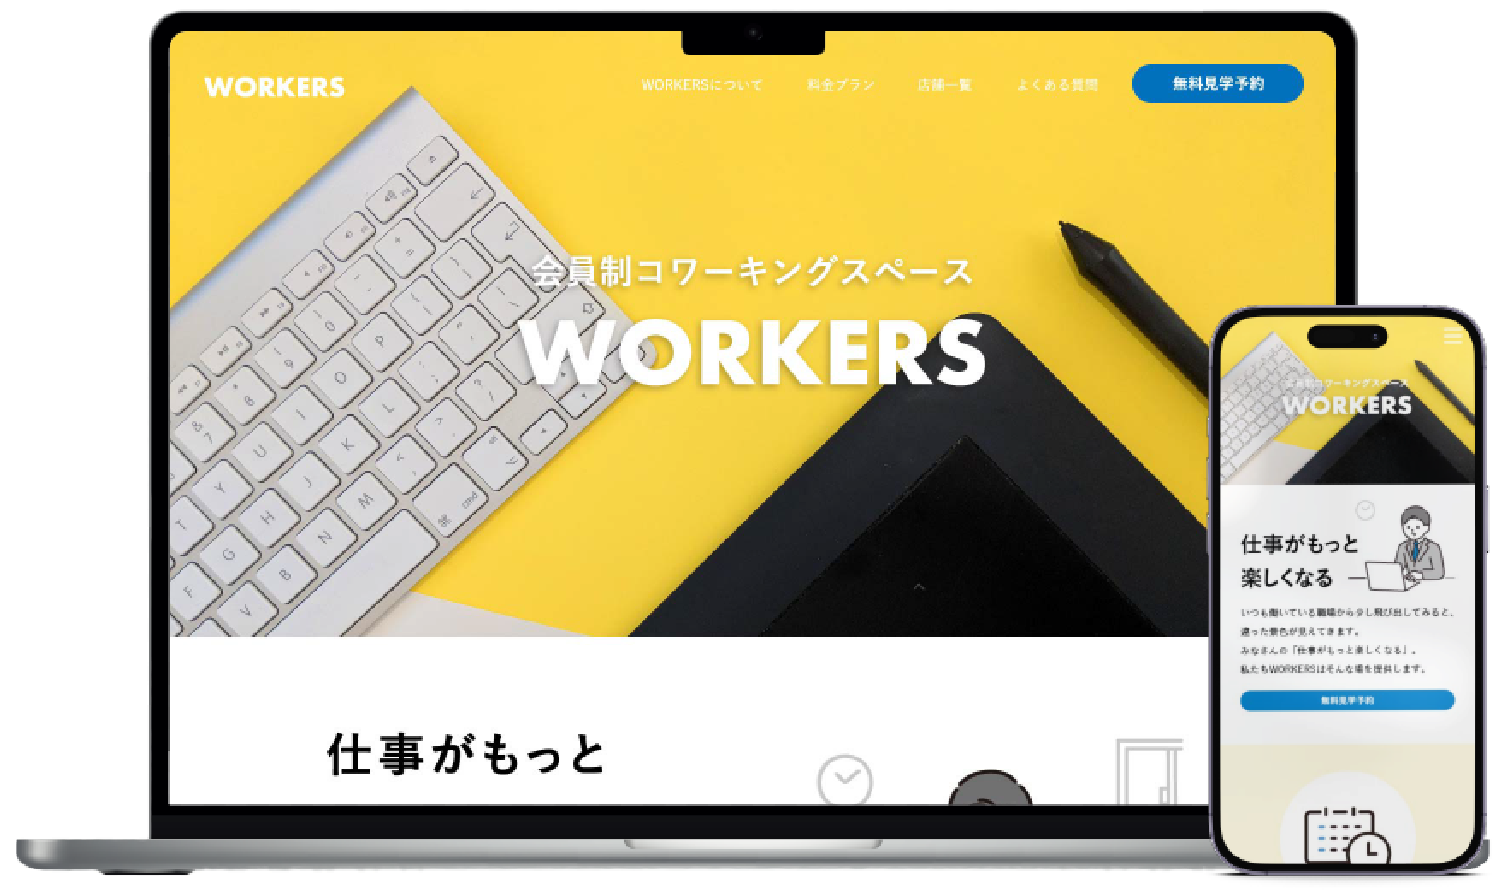 WORKERS
WORKERSについて
料金プラン
店舗一覧
よくある質問
無料見学予約
会員制コワーキングスペース
WORKERS
仕事がもっと
会員制コワーキングスペース
WORKERS
仕事がもっと
楽しくなる
いつも働いている職場から少し飛び出してみると、
違った景色が見えてきます。
みなさんの「仕事がもっと楽しくなる」。
私たちWORKERSはそんな場を提供します。
無料見学予約